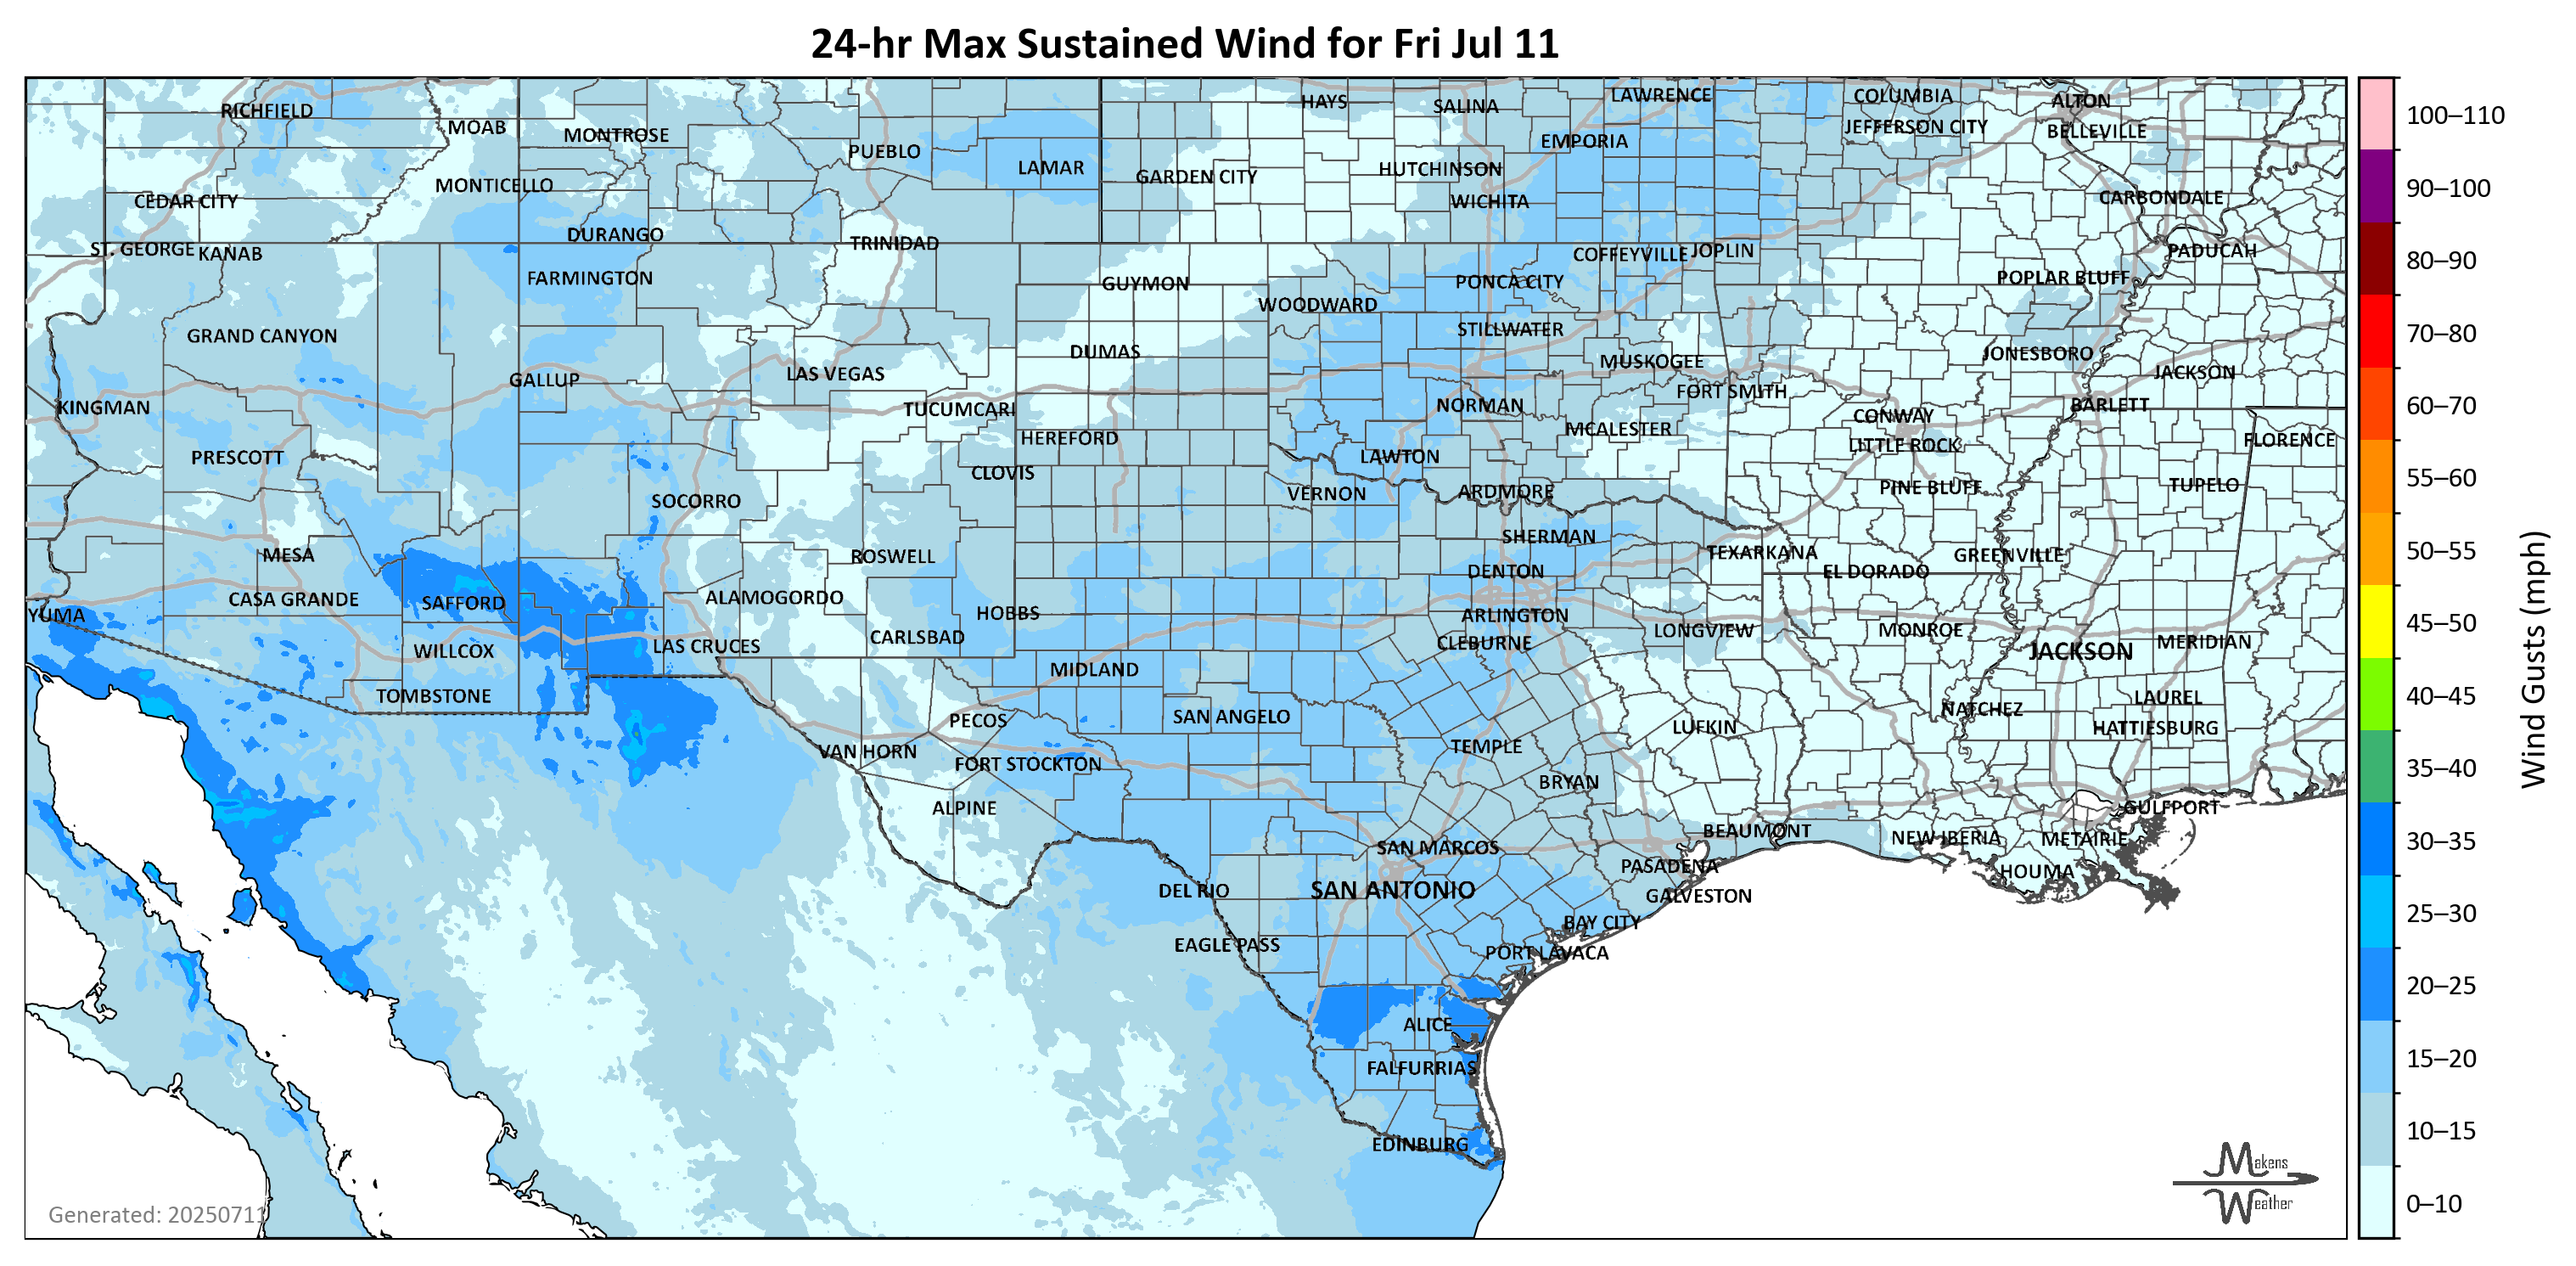 24-hr Max Sustained Wind for Fri Jul 11
RICHFIELD
MOAB
MONTROSE
PUEBLO
LAMAR
HAYS
SALINA
LAWRENCE
COLUMBIA
ALTON
GARDEN CITY
HUTCHINSON
EMPORIA
JEFFERSON CITY
BELLEVILLE
CEDAR CITY
MONTICELLO
WICHITA
CARBONDALE
ST. GEORGE
KANAB
DURANGO
TRINIDAD
COFFEYVILLE
JOPLIN
PADUCAH
FARMINGTON
GUYMON
PONCA CITY
POPLAR BLUFF
WOODWARD
GRAND CANYON
STILLWATER
DUMAS
MUSKOGEE
JONESBORO
GALLUP
LAS VEGAS
FORT SMITH
JACKSON
KINGMAN
TUCUMCARI
NORMAN
CONWAY
BARLETT
HEREFORD
MCALESTER
LITTLE ROCK
FLORENCE
PRESCOTT
CLOVIS
LAWTON
SOCORRO
VERNON
ARDMORE
PINE BLUFF
TUPELO
MESA
ROSWELL
SHERMAN
TEXARKANA
GREENVILLE
CASA GRANDE
SAFFORD
ALAMOGORDO
DENTON
EL DORADO
YUMA
HOBBS
ARLINGTON
WILLCOX
LAS CRUCES
CARLSBAD
CLEBURNE
LONGVIEW
MONROE
JACKSON
MERIDIAN
TOMBSTONE
MIDLAND
LAUREL
PECOS
SAN ANGELO
NATCHEZ
VAN HORN
TEMPLE
LUFKIN
HATTIESBURG
FORT STOCKTON
BRYAN
ALPINE
GULFPORT
SAN MARCOS
BEAUMONT
NEW IBERIA
METAIRIE
DEL RIO
SAN ANTONIO
PASADENA
HOUMA
GALVESTON
EAGLE PASS
BAY CITY
PORT LAVACA
ALICE
FALFURRIAS
EDINBURG
Generated: 20250711
Makens
Weather
100–110
90–100
80–90
70–80
60–70
55–60
50–55
45–50
40–45
35–40
30–35
25–30
20–25
15–20
10–15
0–10
Wind Gusts (mph)